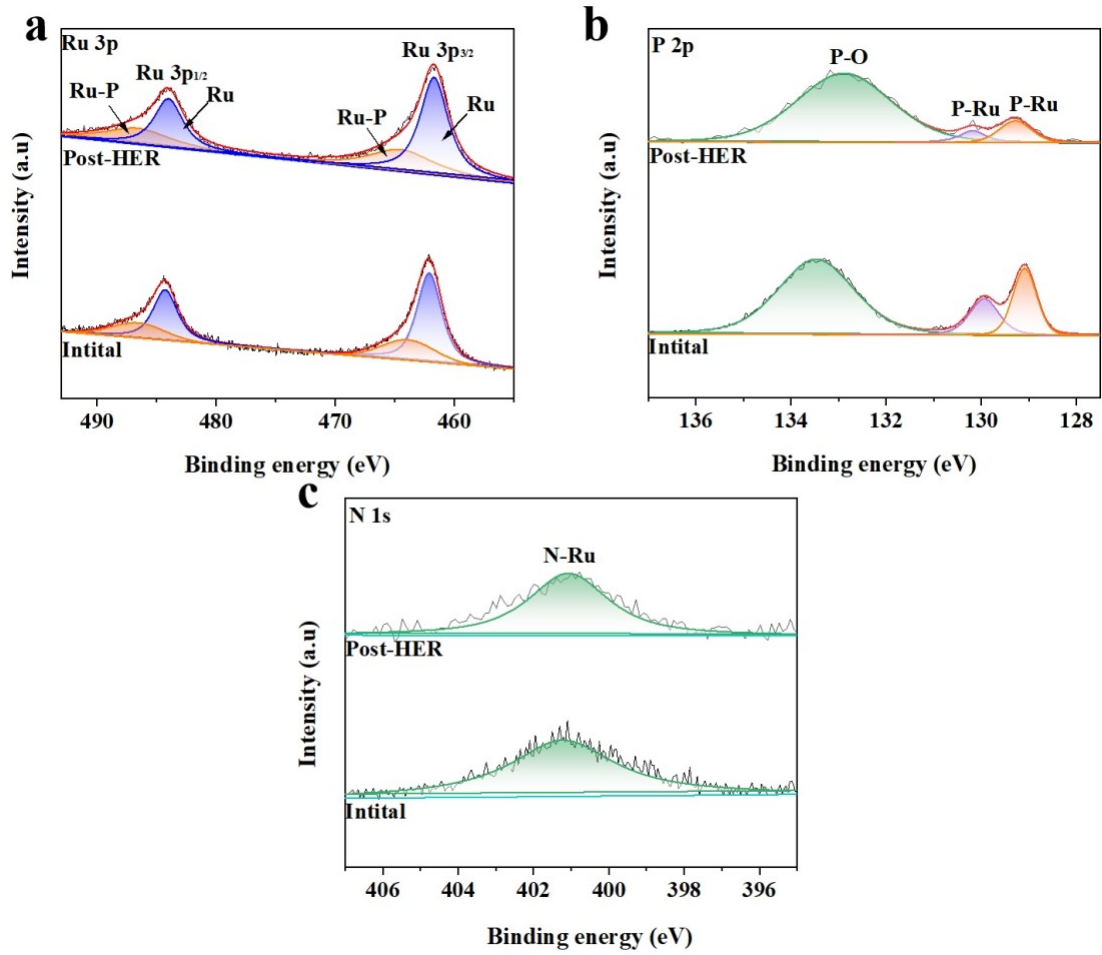 a
Ru 3p
Ru 3p1/2
Ru-P
Ru
Ru 3p3/2
Ru-P
Ru
Post-HER
Intital
490 480 470 460
Binding energy (eV)
Intensity (a.u)
b
P 2p
P-O
P-Ru P-Ru
Post-HER
Intital
136 134 132 130 128
Binding energy (eV)
Intensity (a.u)
c
N 1s
N-Ru
Post-HER
Intital
406 404 402 400 398 396
Binding energy (eV)
Intensity (a.u)